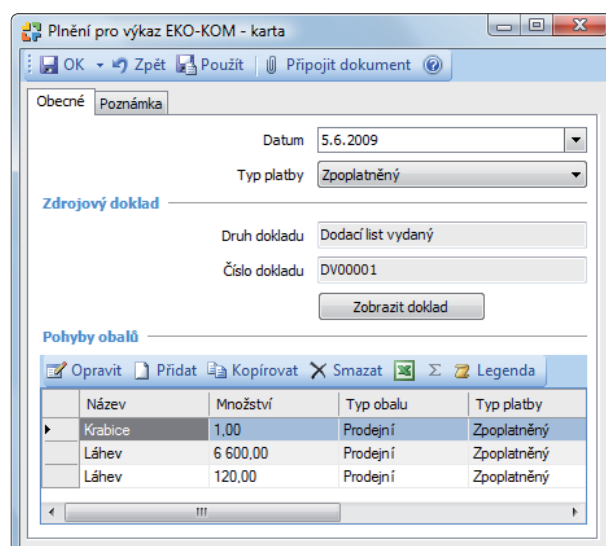 Plnění pro výkaz EKO-KOM - karta
OK Zpět Použít Připojit dokument
Obecné Poznámka
Datum 5.6.2009
Typ platby Zpoplatněný
Zdrojový doklad
Druh dokladu Dodací list vydaný
Číslo dokladu DV00001
Zobrazit doklad
Pohyby obalů
Opravit Přidat Kopírovat Smazat Σ Legenda
Název Množství Typ obalu Typ platby
Krabice 1,00 Prodejní Zpoplatněný
Láhev 6 600,00 Prodejní Zpoplatněný
Láhev 120,00 Prodejní Zpoplatněný